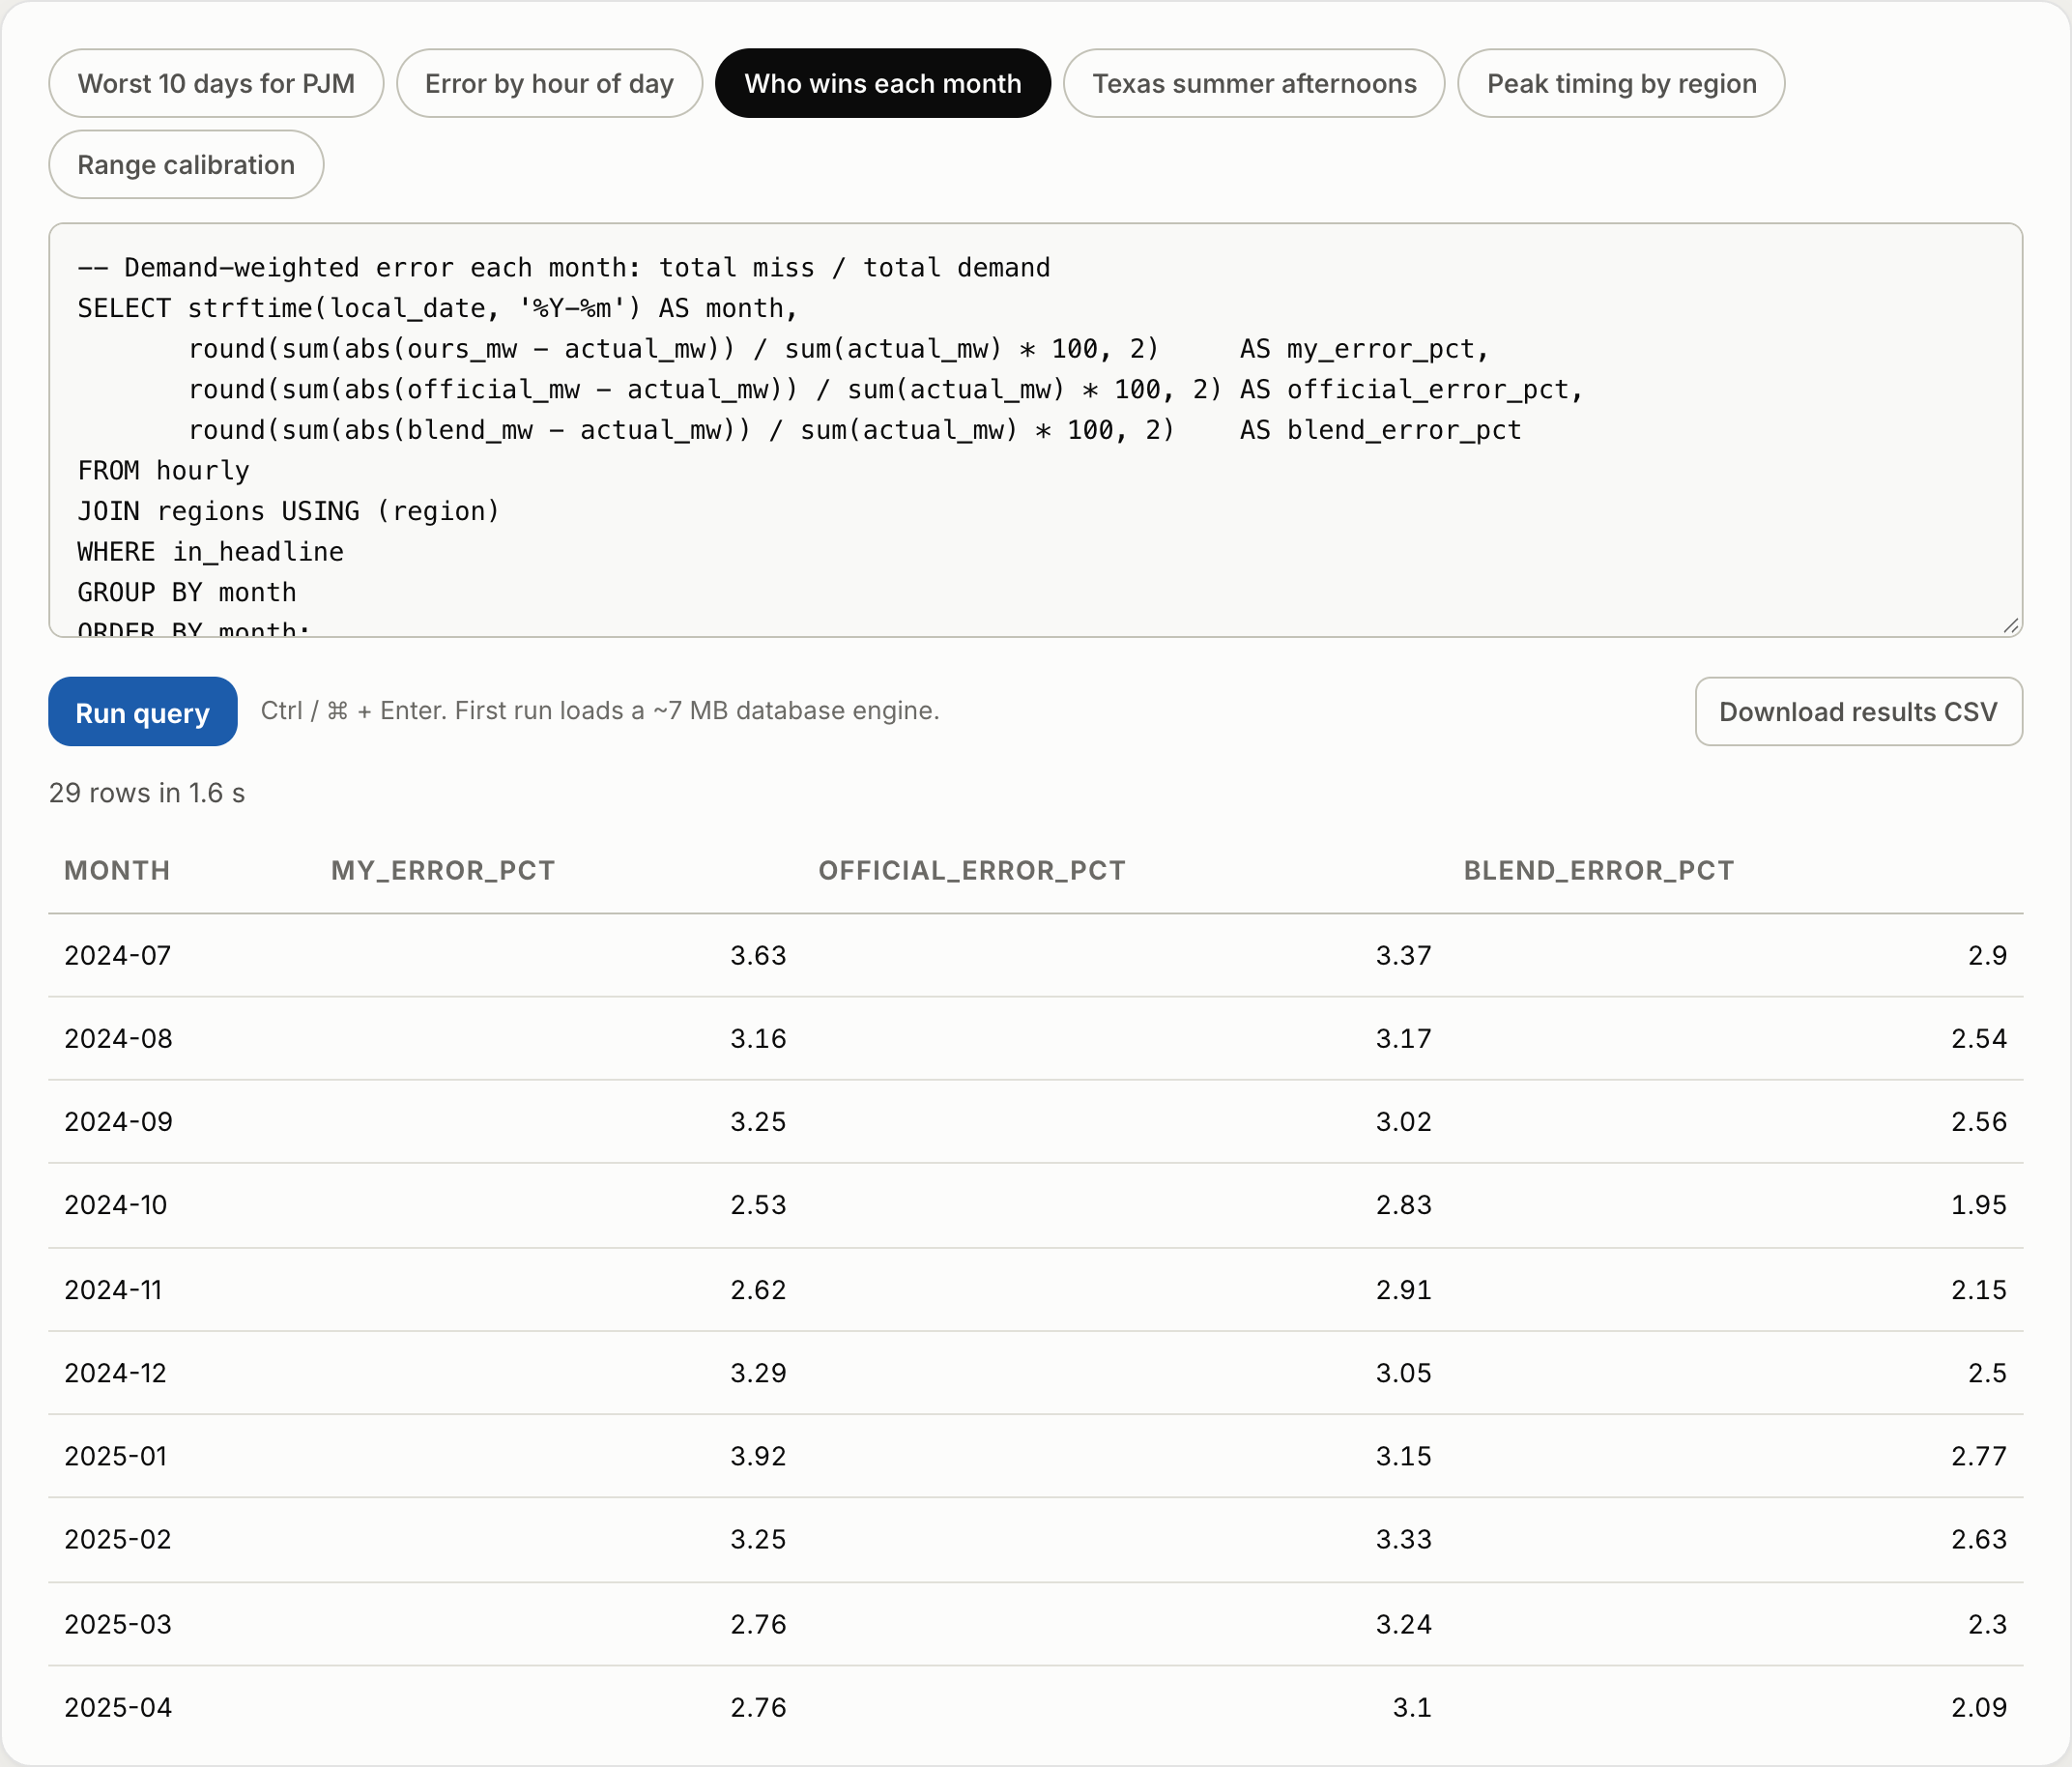 Worst 10 days for PJM
Error by hour of day
Who wins each month
Texas summer afternoons
Peak timing by region
Range calibration
-- Demand-weighted error each month: total miss / total demand
SELECT strftime(local_date, '%Y-%m') AS month,
       round(sum(abs(ours_mw - actual_mw)) / sum(actual_mw) * 100, 2)     AS my_error_pct,
       round(sum(abs(official_mw - actual_mw)) / sum(actual_mw) * 100, 2) AS official_error_pct,
       round(sum(abs(blend_mw - actual_mw)) / sum(actual_mw) * 100, 2)    AS blend_error_pct
FROM hourly
JOIN regions USING (region)
WHERE in_headline
GROUP BY month
ORDER BY month;
Run query
Ctrl / ⌘ + Enter. First run loads a ~7 MB database engine.
Download results CSV
29 rows in 1.6 s
MONTH MY_ERROR_PCT OFFICIAL_ERROR_PCT BLEND_ERROR_PCT
2024-07 3.63 3.37 2.9
2024-08 3.16 3.17 2.54
2024-09 3.25 3.02 2.56
2024-10 2.53 2.83 1.95
2024-11 2.62 2.91 2.15
2024-12 3.29 3.05 2.5
2025-01 3.92 3.15 2.77
2025-02 3.25 3.33 2.63
2025-03 2.76 3.24 2.3
2025-04 2.76 3.1 2.09